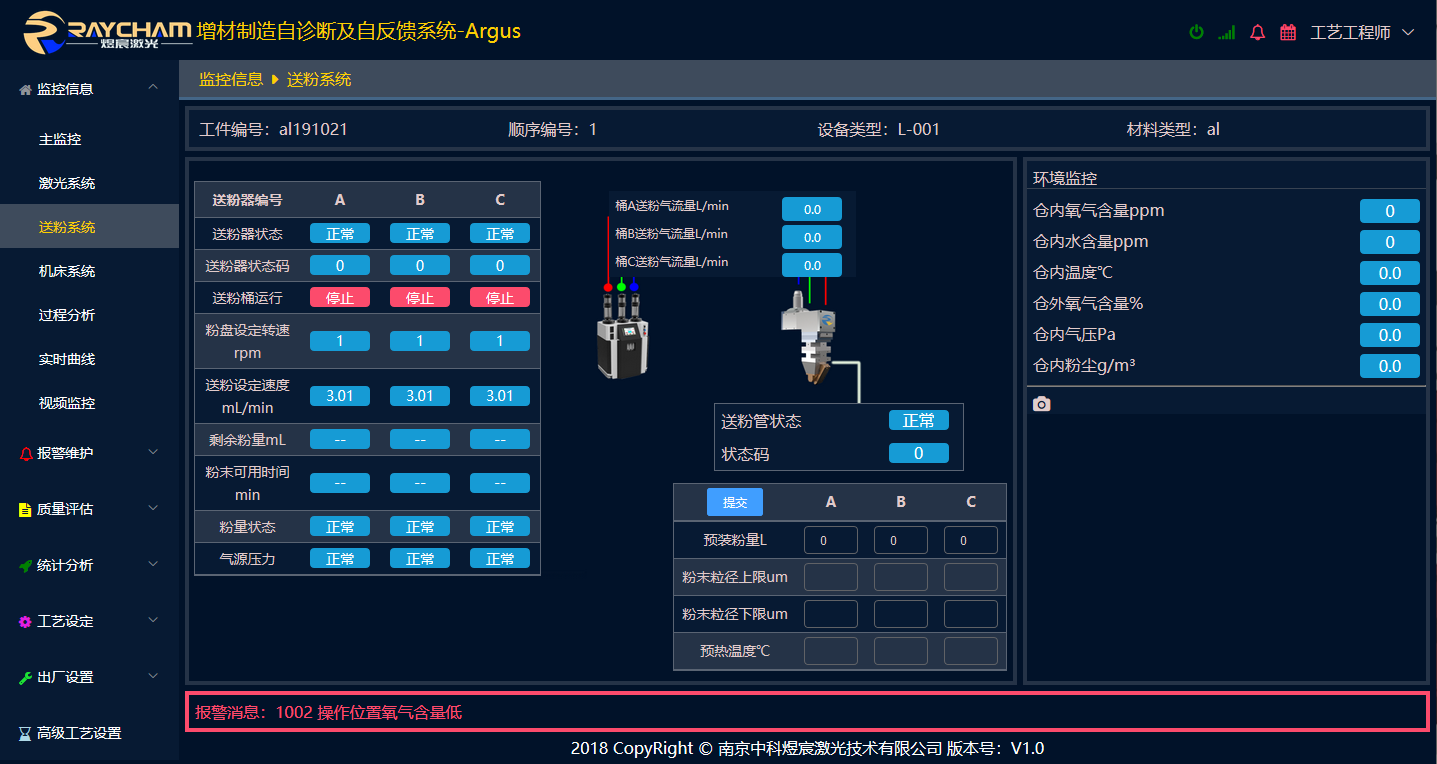 RAYCHAM 煜宸激光 增材制造自诊断及自反馈系统-Argus 工艺工程师
监控信息
主监控
激光系统
送粉系统
机床系统
过程分析
实时曲线
视频监控
报警维护
质量评估
统计分析
工艺设定
出厂设置
高级工艺设置
监控信息 送粉系统
工件编号：al191021 顺序编号：1 设备类型：L-001 材料类型：al
送粉器编号 A B C
送粉器状态 正常 正常 正常
送粉器状态码 0 0 0
送粉桶运行 停止 停止 停止
粉盘设定转速
rpm 1 1 1
送粉设定速度
mL/min 3.01 3.01 3.01
剩余粉量mL -- -- --
粉末可用时间
min -- -- --
粉量状态 正常 正常 正常
气源压力 正常 正常 正常
桶A送粉气流量L/min 0.0
桶B送粉气流量L/min 0.0
桶C送粉气流量L/min 0.0
送粉管状态 正常
状态码 0
提交 A B C
预装粉量L 0 0 0
粉末粒径上限um
粉末粒径下限um
预热温度℃
环境监控
仓内氧气含量ppm 0
仓内水含量ppm 0
仓内温度℃ 0.0
仓外氧气含量% 0.0
仓内气压Pa 0.0
仓内粉尘g/m³ 0.0
报警消息：1002 操作位置氧气含量低
2018 CopyRight © 南京中科煜宸激光技术有限公司 版本号：V1.0